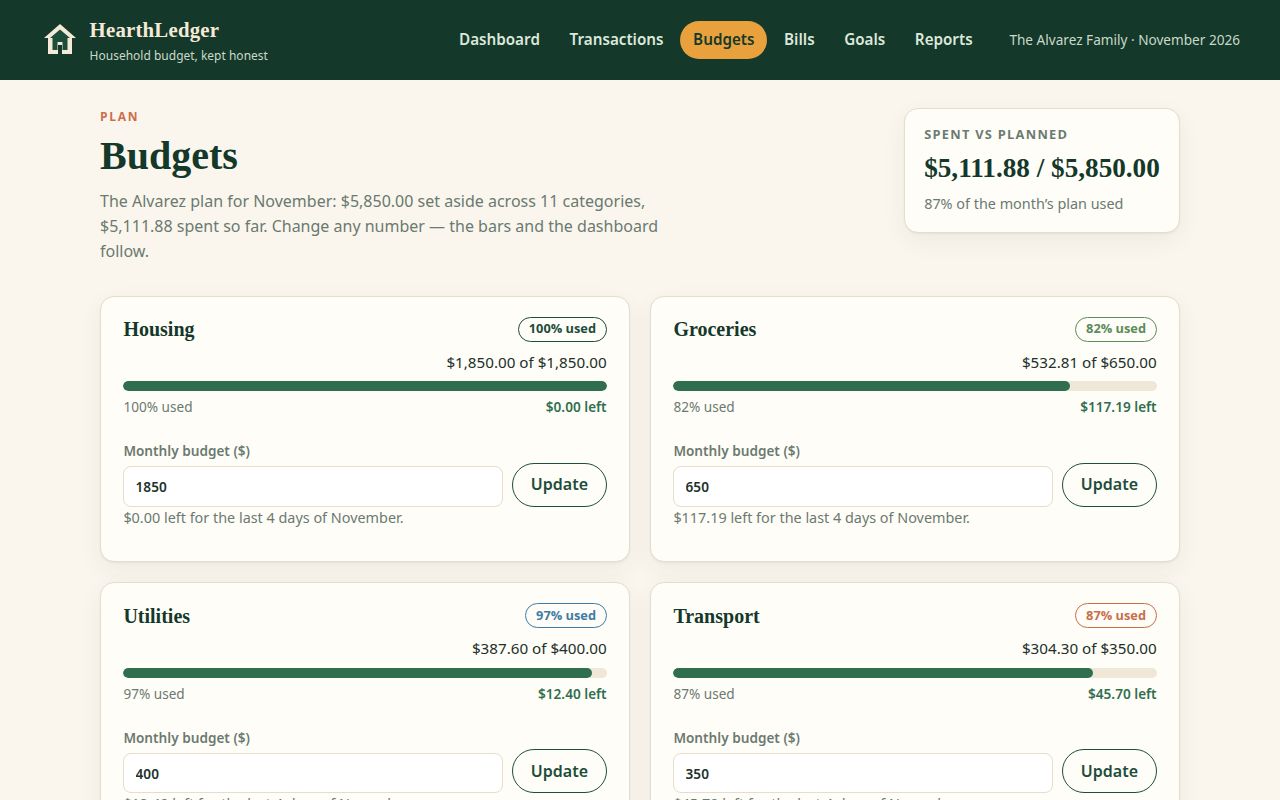 HearthLedger
Household budget, kept honest
Dashboard
Transactions
Budgets
Bills
Goals
Reports
The Alvarez Family · November 2026
PLAN
Budgets
The Alvarez plan for November: $5,850.00 set aside across 11 categories,
$5,111.88 spent so far. Change any number — the bars and the dashboard
follow.
SPENT VS PLANNED
$5,111.88 / $5,850.00
87% of the month’s plan used
Housing
100% used
$1,850.00 of $1,850.00
100% used
$0.00 left
Monthly budget ($)
1850
Update
$0.00 left for the last 4 days of November.
Groceries
82% used
$532.81 of $650.00
82% used
$117.19 left
Monthly budget ($)
650
Update
$117.19 left for the last 4 days of November.
Utilities
97% used
$387.60 of $400.00
97% used
$12.40 left
Monthly budget ($)
400
Update
Transport
87% used
$304.30 of $350.00
87% used
$45.70 left
Monthly budget ($)
350
Update